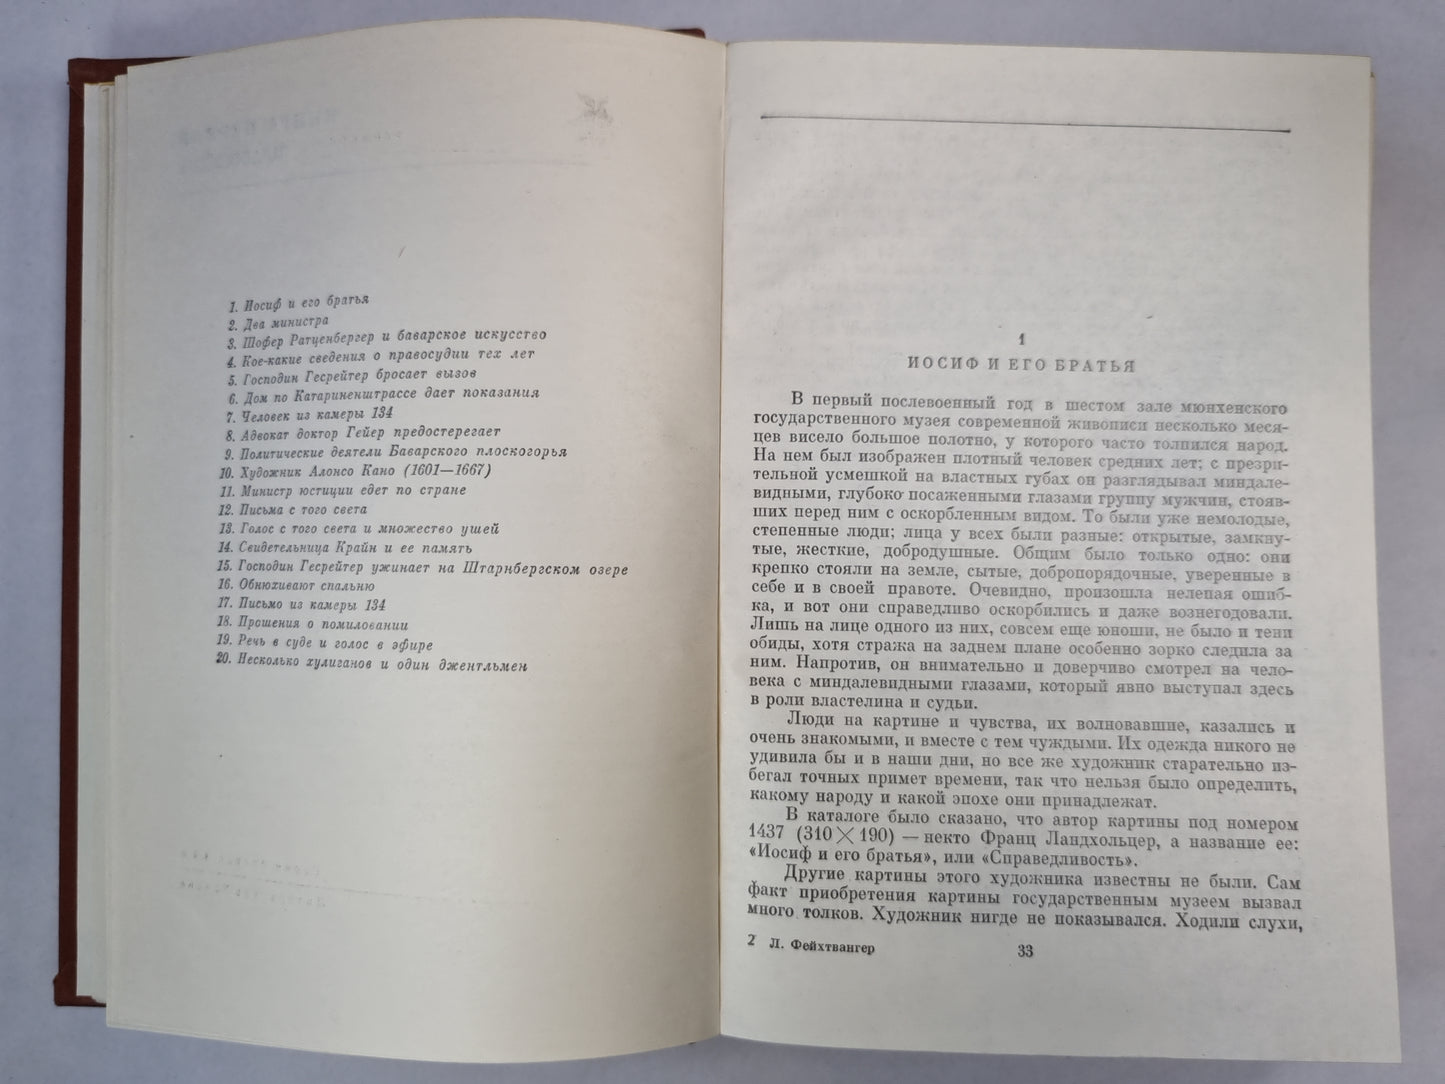 1. Иосиф и его братья
2. Два министра
3. Шофер Ратценбергер и баварское искусство
4. Кое-какие сведения о правосудии тех лет
5. Господин Гесрейтер бросает вызов
6. Дом по Катариненштрассе дает показания
7. Человек из камеры 134
8. Адвокат доктор Гейер предостерегает
9. Политические деятели Баварского плоскогорья
10. Художник Алонсо Кано (1601—1667)
11. Министр юстиции едет по стране
12. Письма с того света
13. Голос с того света и множество ушей
14. Свидетельница Крайн и ее память
15. Господин Гесрейтер ужинает на Штарнбергском озере
16. Обнюхивают спальню
17. Письмо из камеры 134
18. Прошения о помиловании
19. Речь в суде и голос в эфире
20. Несколько хулиганов и один джентльмен
1
ИОСИФ И ЕГО БРАТЬЯ
В первый послевоенный год в шестом зале мюнхенского
государственного музея современной живописи несколько меся-
цев висело большое полотно, у которого часто толпился народ.
На нем был изображен плотный человек средних лет; с презри-
тельной усмешкой на властных губах он разглядывал миндале-
видными, глубоко посаженными глазами группу мужчин, стояв-
ших перед ним с оскорбленным видом. То были уже немолодые,
степенные люди; лица у всех были разные: открытые, замкну-
тые, жесткие, добродушные. Общим было только одно: они
крепко стояли на земле, сытые, добропорядочные, уверенные в
себе и в своей правоте. Очевидно, произошла нелепая ошиб-
ка, и вот они справедливо оскорбились и даже вознегодовали.
Лишь на лице одного из них, совсем еще юноши, не было и тени
обиды, хотя стража на заднем плане особенно зорко следила за
ним. Напротив, он внимательно и доверчиво смотрел на чело-
века с миндалевидными глазами, который явно выступал здесь
в роли властелина и судьи.
Люди на картине и чувства, их волновавшие, казались и
очень знакомыми, и вместе с тем чуждыми. Их одежда никого не
удивила бы и в наши дни, но все же художник старательно из-
бегал точных примет времени, так что нельзя было определить,
какому народу и какой эпохе они принадлежат.
В каталоге было сказано, что автор картины под номером
1437 (310×190) — некто Франц Ландхольцер, а название ее:
«Иосиф и его братья», или «Справедливость».
Другие картины этого художника известны не были. Сам
факт приобретения картины государственным музеем вызвал
много толков. Художник нигде не показывался. Ходили слухи,
2 Л. Фейхтвангер
33